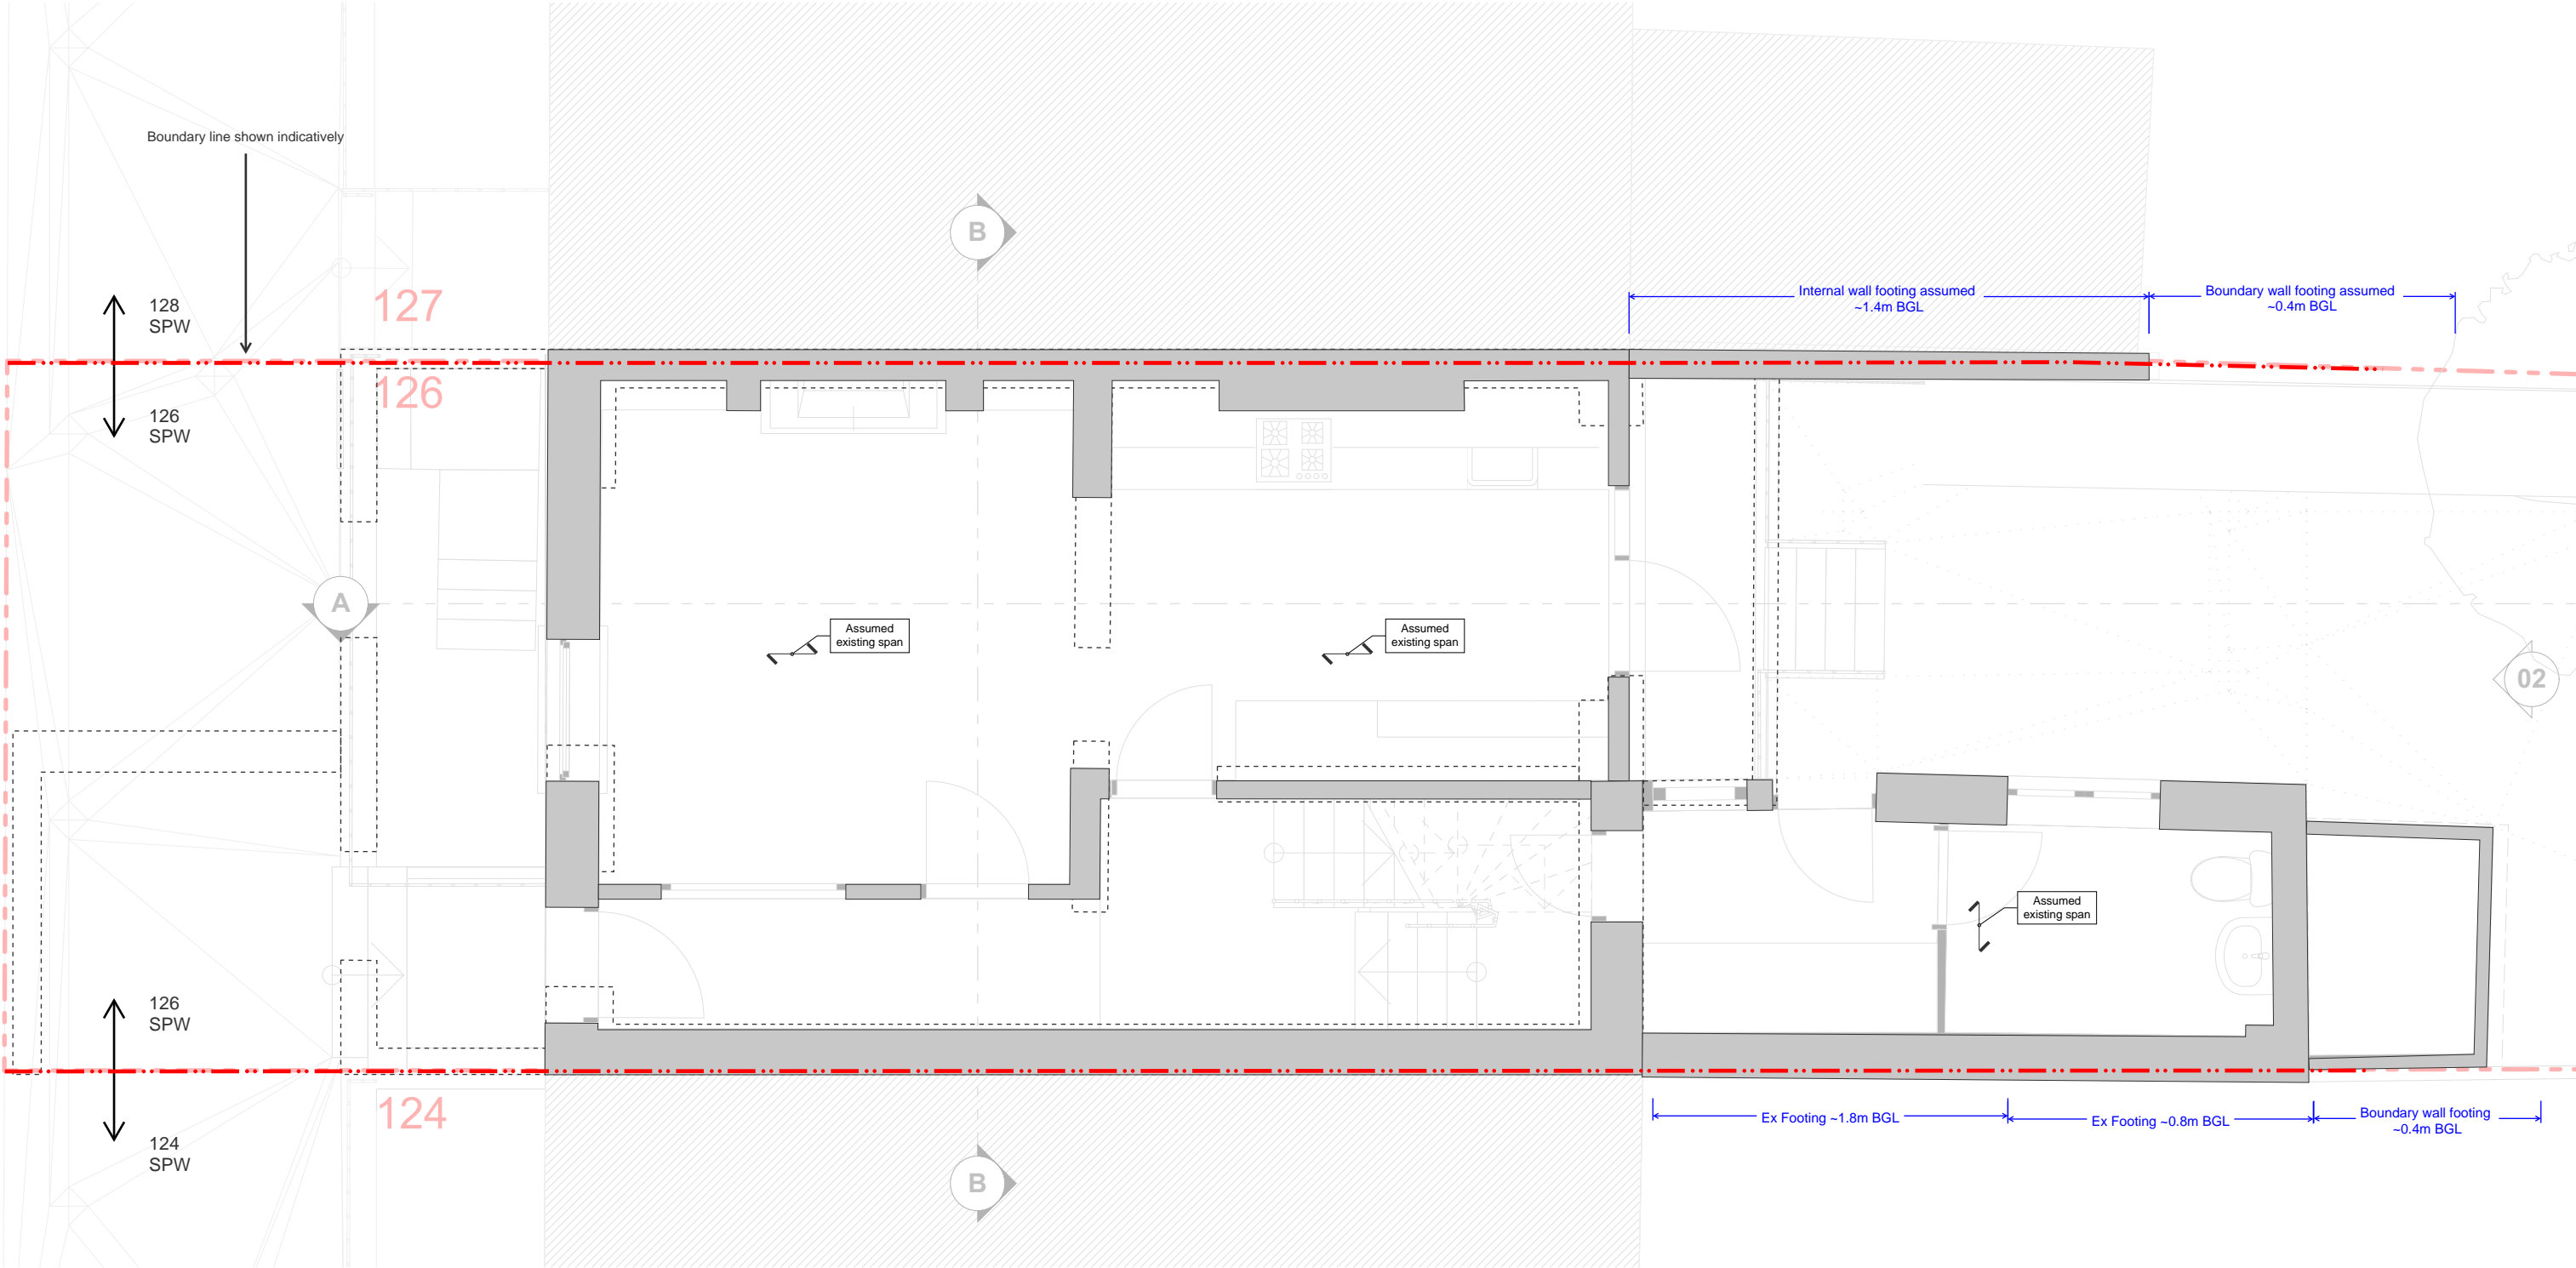 Boundary line shown indicatively
B
128
SPW
127
Internal wall footing assumed
~1.4m BGL
Boundary wall footing assumed
~0.4m BGL
126
126
SPW
A
Assumed
existing span
Assumed
existing span
02
Assumed
existing span
126
SPW
124
124
SPW
Ex Footing ~1.8m BGL
Ex Footing ~0.8m BGL
Boundary wall footing
~0.4m BGL
B